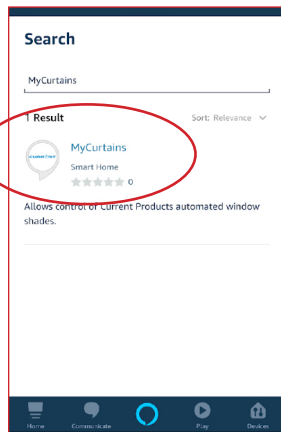 Search
MyCurtains
1 Result
Sort: Relevance
MyCurtains
Smart Home
0
Allows control of Current Products automated window
shades.
Home Communicate Play Devices